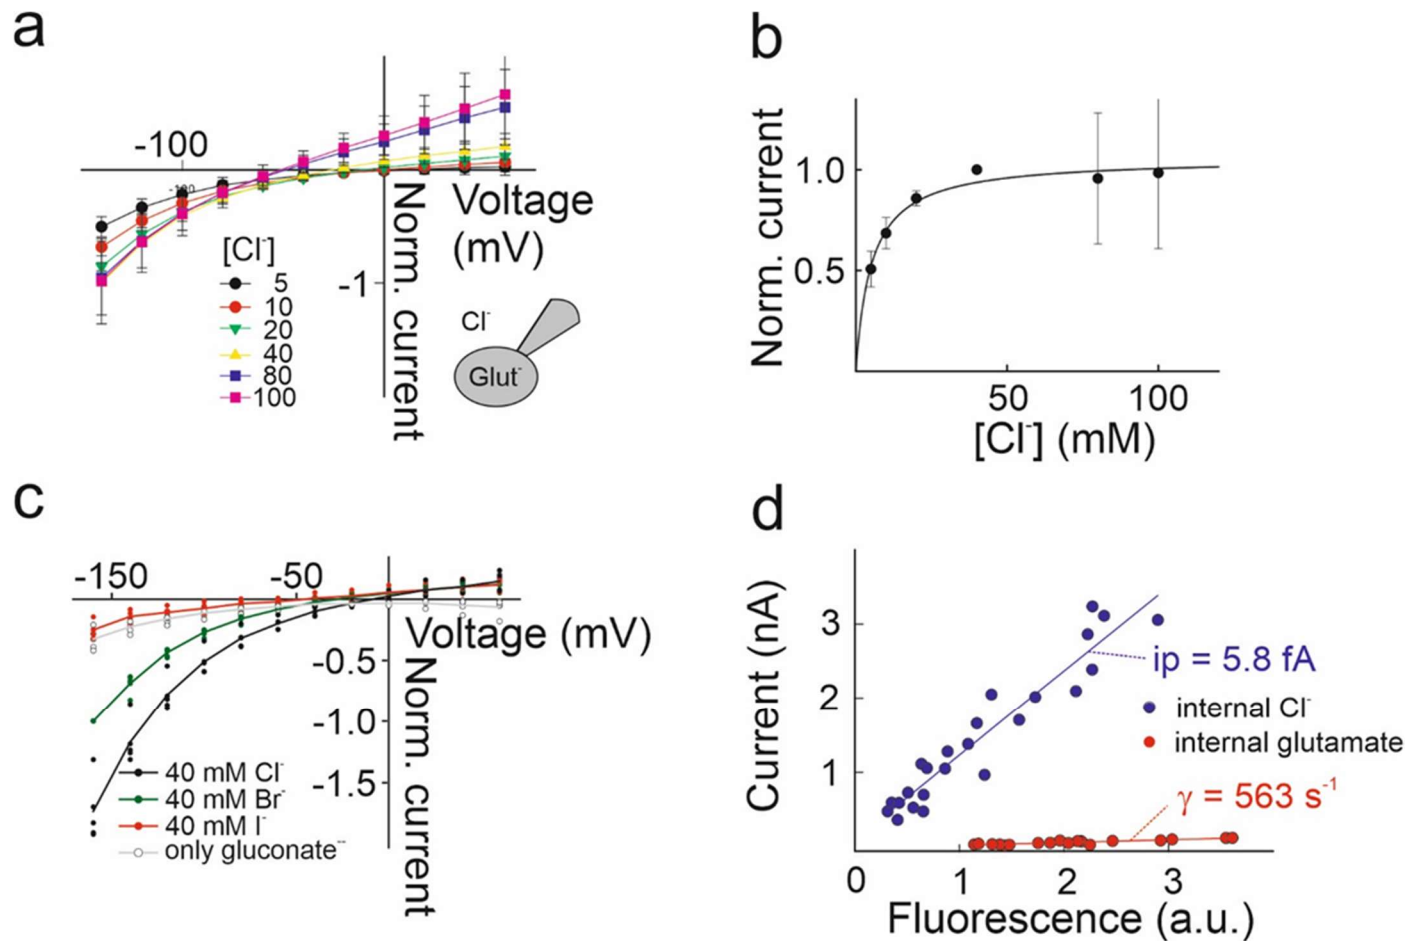 a
-100
-100
Voltage
(mV)
Norm. current
-1
[Cl⁻]
5
10
20
40
80
100
Cl⁻
Glut⁻
b
Norm. current
1.0
0.5
50
100
[Cl⁻] (mM)
c
-150
-50
Voltage (mV)
Norm. current
-0.5
-1.0
-1.5
40 mM Cl⁻
40 mM Br⁻
40 mM I⁻
only gluconate⁻⁻
d
Current (nA)
3
2
1
ip = 5.8 fA
internal Cl⁻
internal glutamate
γ = 563 s⁻¹
0
1
2
3
Fluorescence (a.u.)